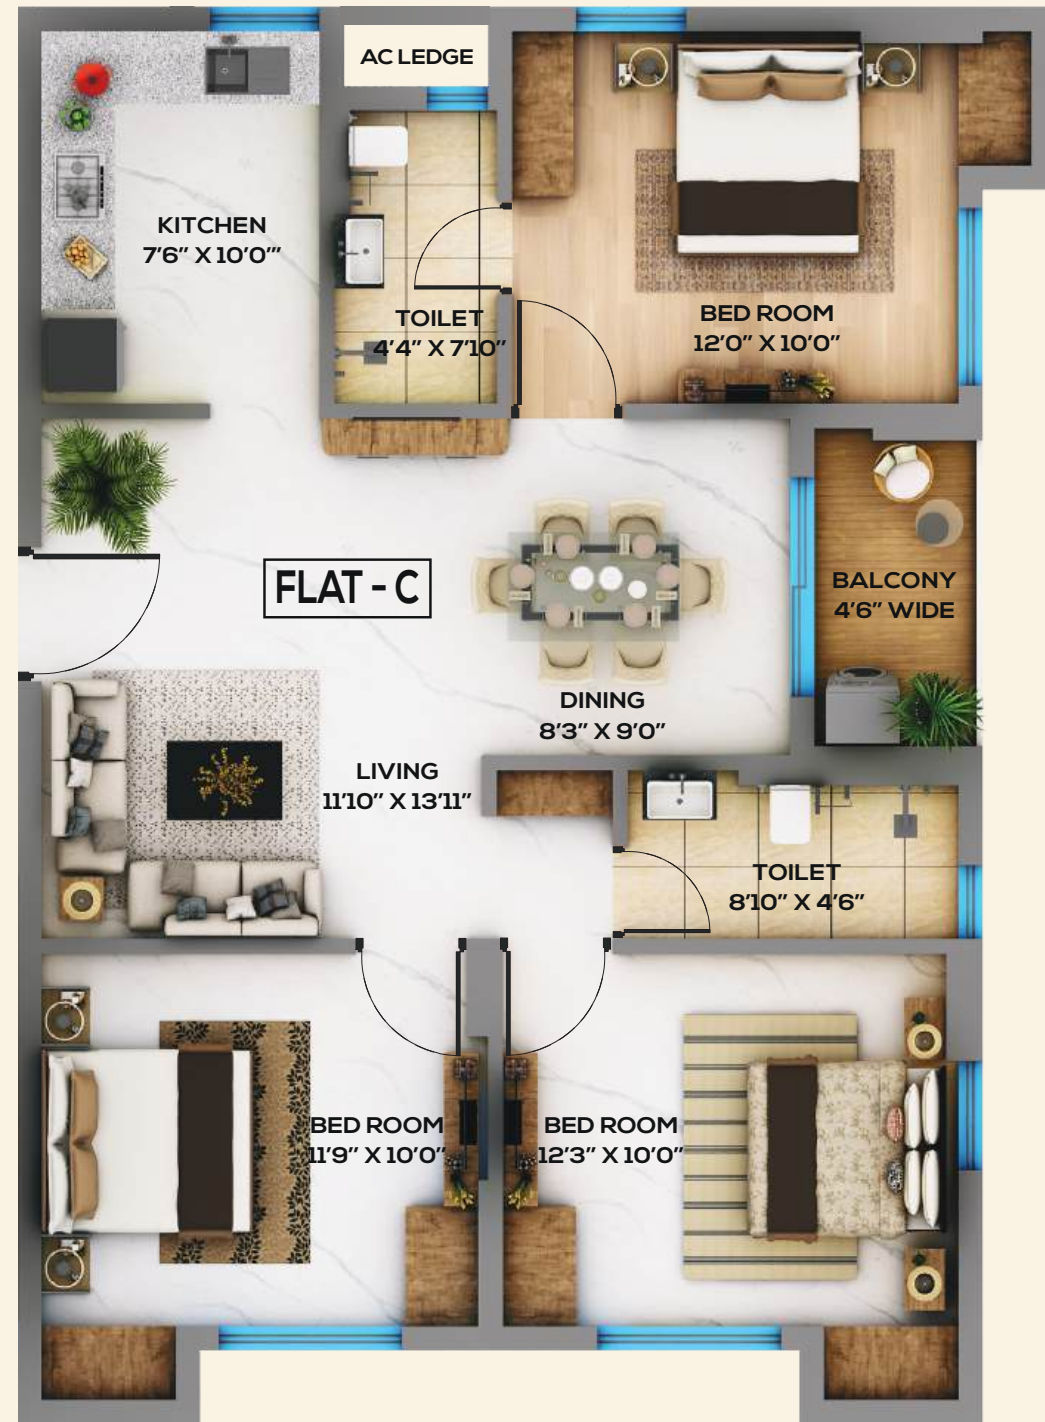 AC LEDGE
KITCHEN
7'6" X 10'0'"
TOILET
4'4" X 7'10"
BED ROOM
12'0" X 10'0"
FLAT - C
BALCONY
4'6" WIDE
DINING
8'3" X 9'0"
LIVING
11'10" X 13'11"
TOILET
8'10" X 4'6"
BED ROOM
11'9" X 10'0"
BED ROOM
12'3" X 10'0"